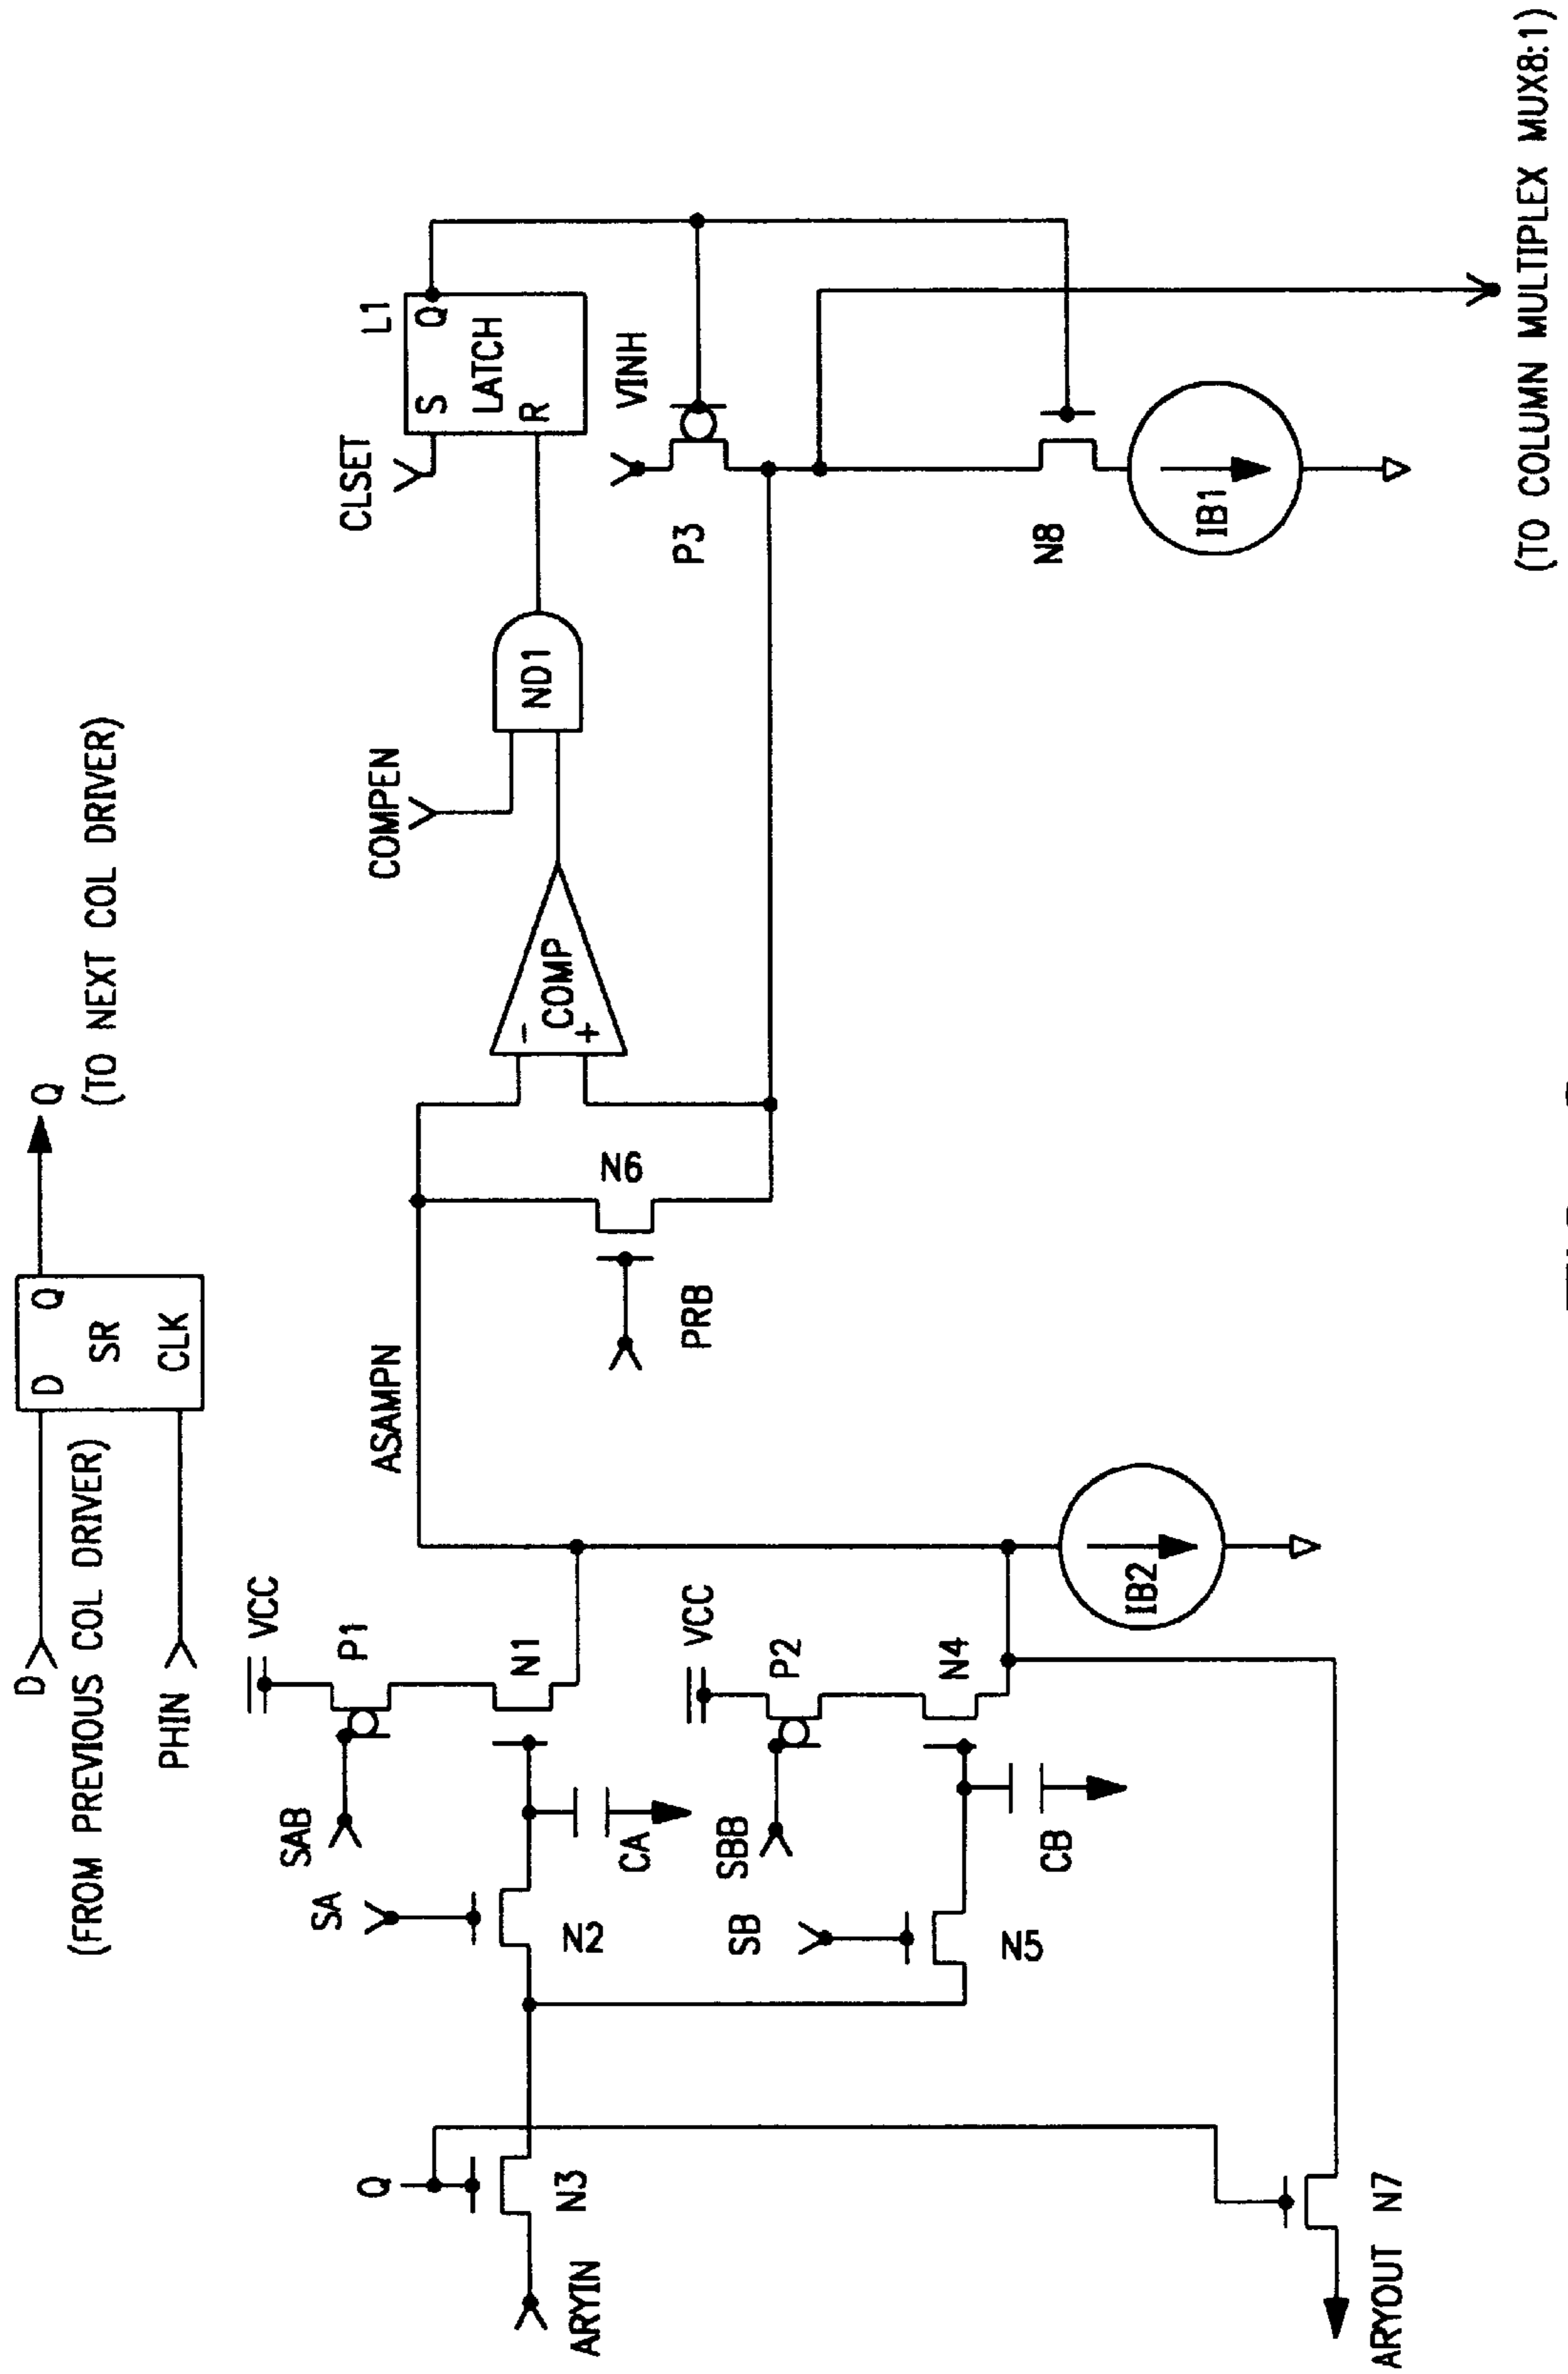 D
(FROM PREVIOUS COL DRIVER)
PHIN
D
Q
SR
CLK
Q
(TO NEXT COL DRIVER)
VCC
SAB
P1
SA
N1
N2
CA
VCC
SBB
P2
SB
N4
N5
CB
Q
N3
ARYIN
ARYOUT
N7
IB2
ASAMPN
PRB
N6
-
+
COMP
COMPEN
ND1
CLSET
S
Q
L1
LATCH
R
VINH
P3
N8
IB1
(TO COLUMN MULTIPLEX MUX8:1)